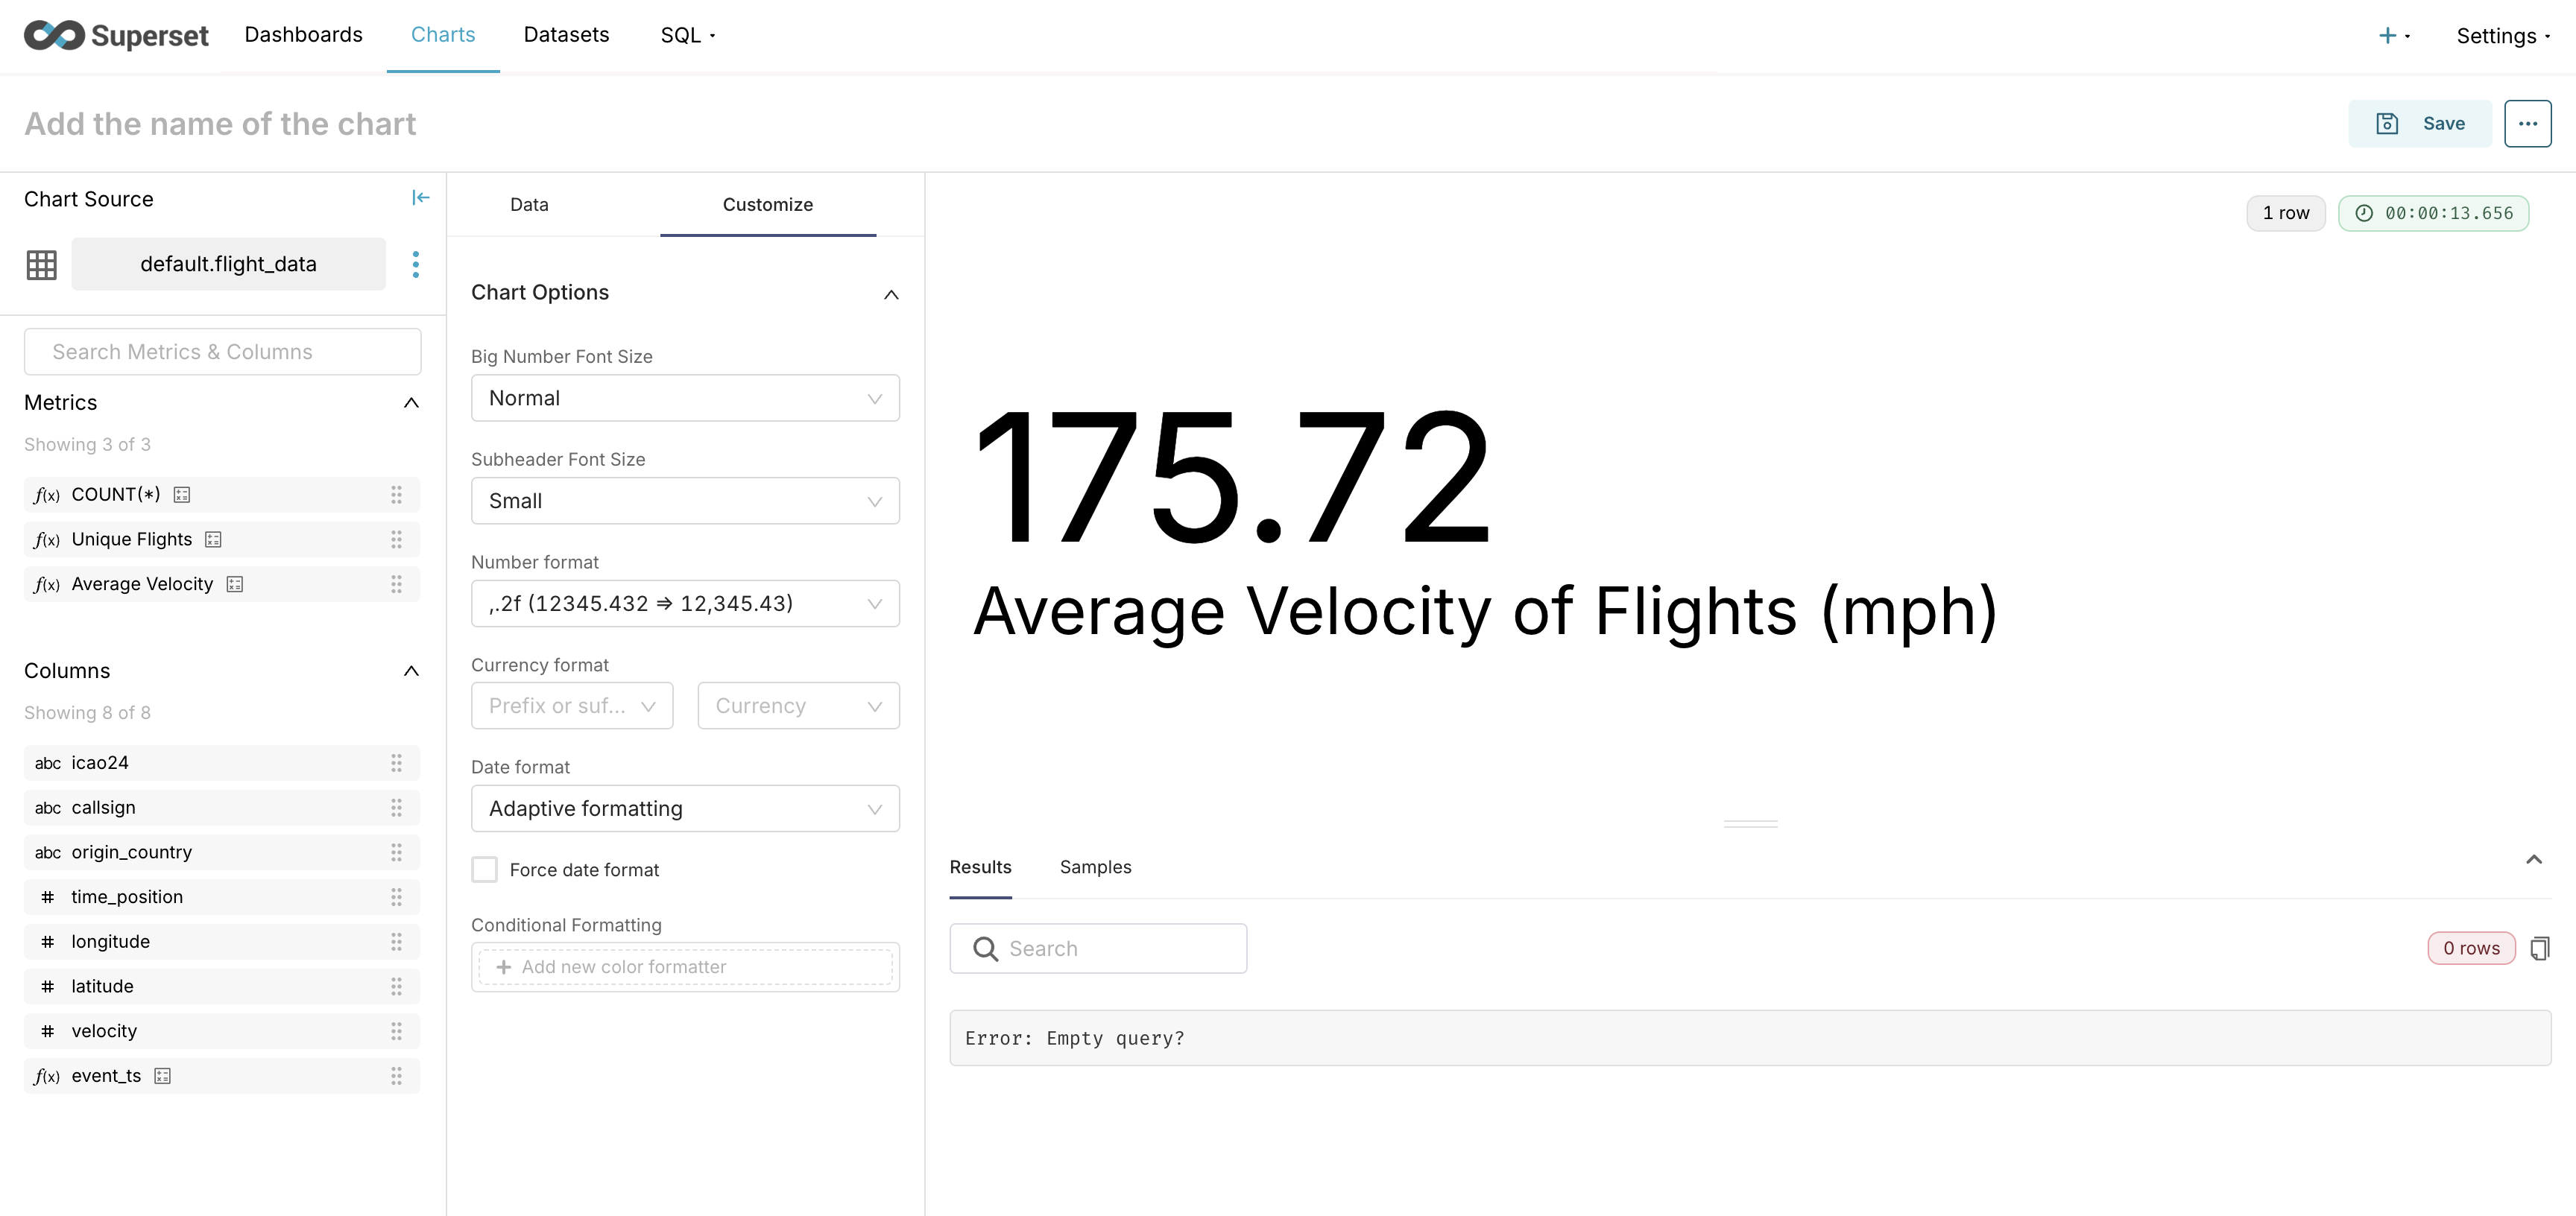 Superset
Dashboards
Charts
Datasets
SQL
+
Settings
Add the name of the chart
Save
...
Chart Source
default.flight_data
Search Metrics & Columns
Metrics
Showing 3 of 3
f(x) COUNT(*)
f(x) Unique Flights
f(x) Average Velocity
Columns
Showing 8 of 8
abc icao24
abc callsign
abc origin_country
# time_position
# longitude
# latitude
# velocity
f(x) event_ts
Data
Customize
Chart Options
Big Number Font Size
Normal
Subheader Font Size
Small
Number format
,.2f (12345.432 ⇒ 12,345.43)
Currency format
Prefix or suf...
Currency
Date format
Adaptive formatting
Force date format
Conditional Formatting
+ Add new color formatter
1 row
00:00:13.656
175.72
Average Velocity of Flights (mph)
Results
Samples
Search
0 rows
Error: Empty query?